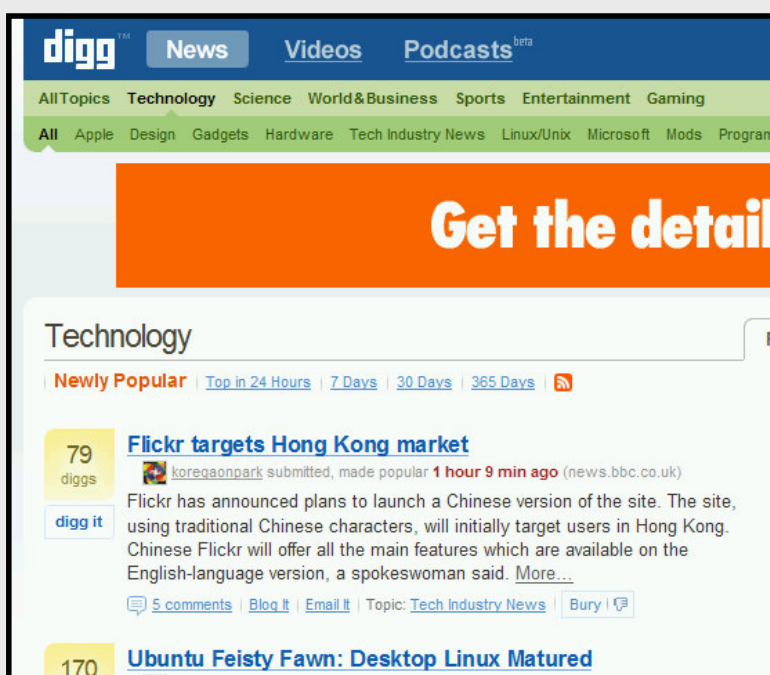 digg™ News Videos Podcasts beta
All Topics Technology Science World & Business Sports Entertainment Gaming
All Apple Design Gadgets Hardware Tech Industry News Linux/Unix Microsoft Mods Program
Get the detail
Technology
Newly Popular Top in 24 Hours 7 Days 30 Days 365 Days
79
diggs
digg it
Flickr targets Hong Kong market
koregaonpark submitted, made popular 1 hour 9 min ago (news.bbc.co.uk)
Flickr has announced plans to launch a Chinese version of the site. The site,
using traditional Chinese characters, will initially target users in Hong Kong.
Chinese Flickr will offer all the main features which are available on the
English-language version, a spokeswoman said. More...
5 comments Blog It Email It Topic: Tech Industry News Bury
170
Ubuntu Feisty Fawn: Desktop Linux Matured